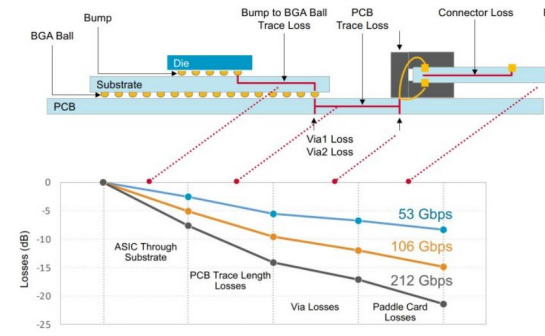 Bump to BGA Ball
Trace Loss
PCB
Trace Loss
Connector Loss
Bump
BGA Ball
Die
Substrate
PCB
Via1 Loss
Via2 Loss
0
-5
-10
-15
-20
-25
Losses (dB)
53 Gbps
106 Gbps
212 Gbps
ASIC Through
Substrate
PCB Trace Length
Losses
Via Losses
Paddle Card
Losses